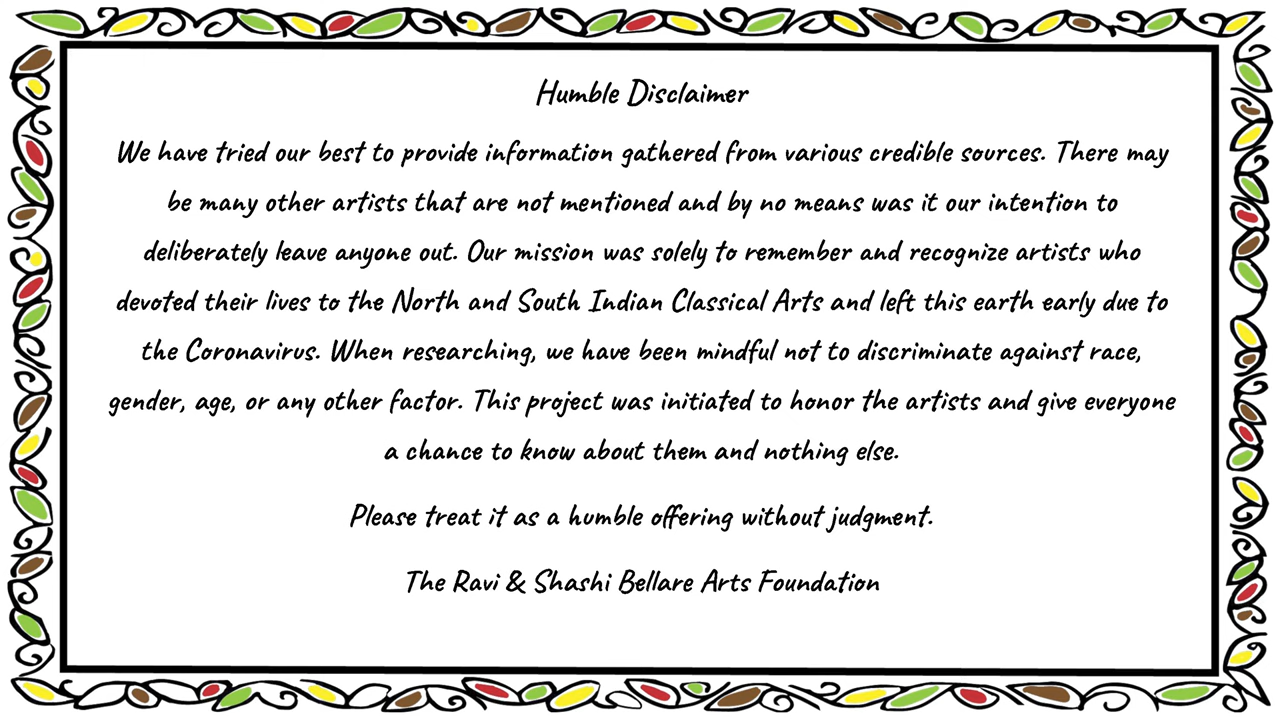 Humble Disclaimer
We have tried our best to provide information gathered from various credible sources. There may
be many other artists that are not mentioned and by no means was it our intention to
deliberately leave anyone out. Our mission was solely to remember and recognize artists who
devoted their lives to the North and South Indian Classical Arts and left this earth early due to
the Coronavirus. When researching, we have been mindful not to discriminate against race,
gender, age, or any other factor. This project was initiated to honor the artists and give everyone
a chance to know about them and nothing else.
Please treat it as a humble offering without judgment.
The Ravi & Shashi Bellare Arts Foundation